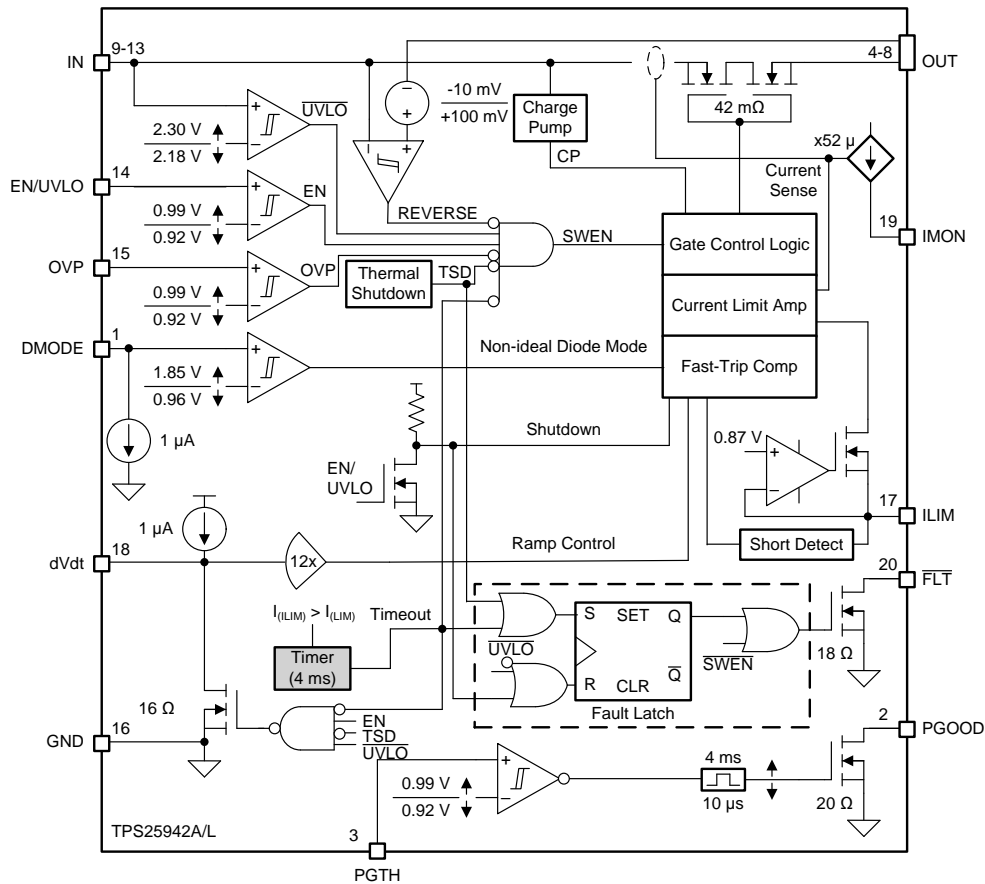 9-13
IN
4-8
OUT
-10 mV
+100 mV
Charge
Pump
CP
42 mΩ
x52 µ
Current
Sense
UVLO
2.30 V
2.18 V
14
EN/UVLO
EN
0.99 V
0.92 V
REVERSE
SWEN
Gate Control Logic
19
IMON
15
OVP
OVP
Thermal
Shutdown
TSD
0.99 V
0.92 V
Current Limit Amp
1
DMODE
Non-ideal Diode Mode
Fast-Trip Comp
1.85 V
0.96 V
1 µA
Shutdown
0.87 V
EN/
UVLO
17
ILIM
1 µA
18
dVdt
12x
Ramp Control
Short Detect
20
FLT
I(ILIM) > I(LIM)
Timeout
Timer
(4 ms)
S
SET
Q
UVLO
SWEN
18 Ω
Q
R
CLR
Fault Latch
16 Ω
16
GND
EN
TSD
UVLO
2
PGOOD
0.99 V
0.92 V
4 ms
10 µs
20 Ω
TPS25942A/L
3
PGTH
+
−
+
−
+
−
+
−
−
+
−
+
+
−
+
−